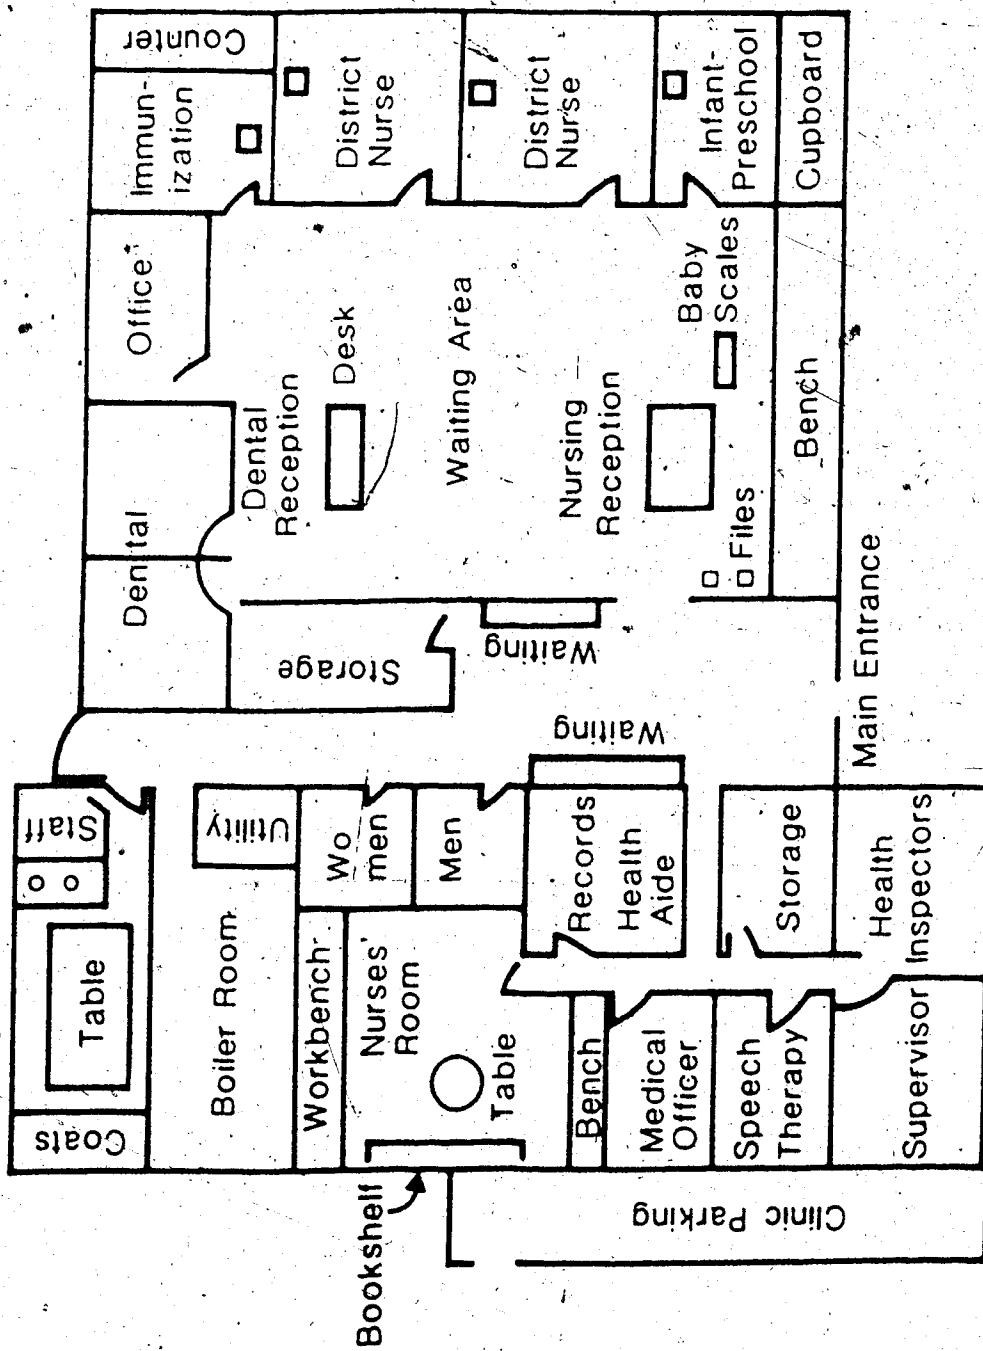 Counter
Immun-
ization
District
Nurse
District
Nurse
Infant-
Preschool
Cupboard
Office
Dental
Dental
Reception
Desk
Waiting Area
Nursing
Reception
Baby
Scales
Files
Bench
Storage
Waiting
Waiting
Main Entrance
Staff
Utility
Wo
men
Men
Records
Health
Aide
Storage
Health
Inspectors
Table
Boiler Room
Workbench
Nurses'
Room
Table
Bench
Medical
Officer
Speech
Therapy
Supervisor
Coats
Bookshelf
Clinic Parking